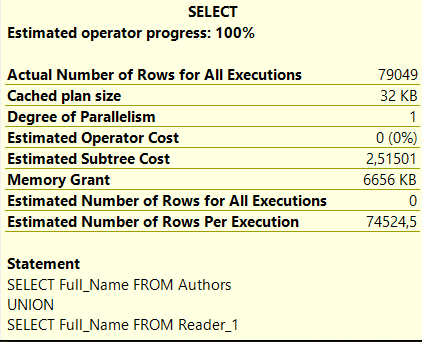 SELECT
Estimated operator progress: 100%
Actual Number of Rows for All Executions 79049
Cached plan size 32 KB
Degree of Parallelism 1
Estimated Operator Cost 0 (0%)
Estimated Subtree Cost 2,51501
Memory Grant 6656 KB
Estimated Number of Rows for All Executions 0
Estimated Number of Rows Per Execution 74524,5
Statement
SELECT Full_Name FROM Authors
UNION
SELECT Full_Name FROM Reader_1